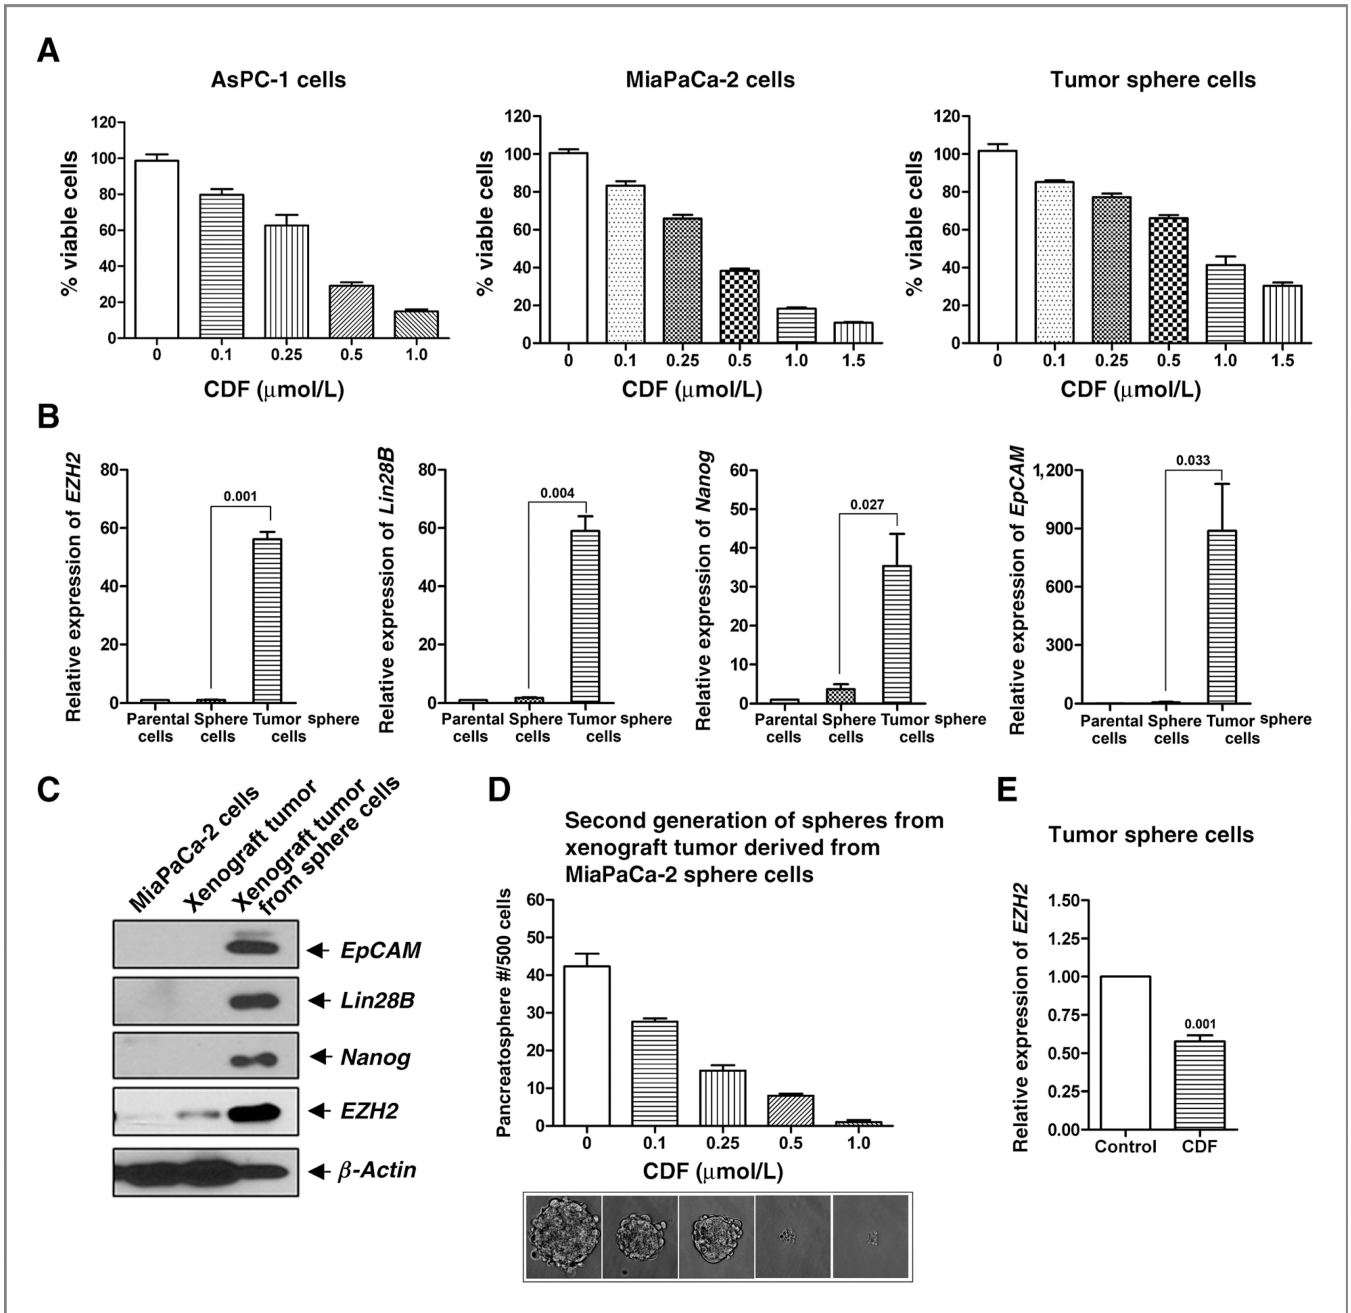 A
AsPC-1 cells
% viable cells
120
100
80
60
40
20
0
0 0.1 0.25 0.5 1.0
CDF (μmol/L)
MiaPaCa-2 cells
% viable cells
120
100
80
60
40
20
0
0 0.1 0.25 0.5 1.0 1.5
CDF (μmol/L)
Tumor sphere cells
% viable cells
120
100
80
60
40
20
0
0 0.1 0.25 0.5 1.0 1.5
CDF (μmol/L)
B
Relative expression of EZH2
80
60
40
20
0
0.001
Parental Sphere Tumor sphere
cells cells cells
Relative expression of Lin28B
80
60
40
20
0
0.004
Parental Sphere Tumor sphere
cells cells cells
Relative expression of Nanog
60
50
40
30
20
10
0
0.027
Parental Sphere Tumor sphere
cells cells cells
Relative expression of EpCAM
1,200
900
600
300
0
0.033
Parental Sphere Tumor sphere
cells cells cells
C
MiaPaCa-2 cells
Xenograft tumor
Xenograft tumor
from sphere cells
EpCAM
Lin28B
Nanog
EZH2
β-Actin
D
Second generation of spheres from
xenograft tumor derived from
MiaPaCa-2 sphere cells
Pancreatosphere #/500 cells
60
50
40
30
20
10
0
0 0.1 0.25 0.5 1.0
CDF (μmol/L)
E
Tumor sphere cells
Relative expression of EZH2
1.50
1.25
1.00
0.75
0.50
0.25
0.00
0.001
Control CDF